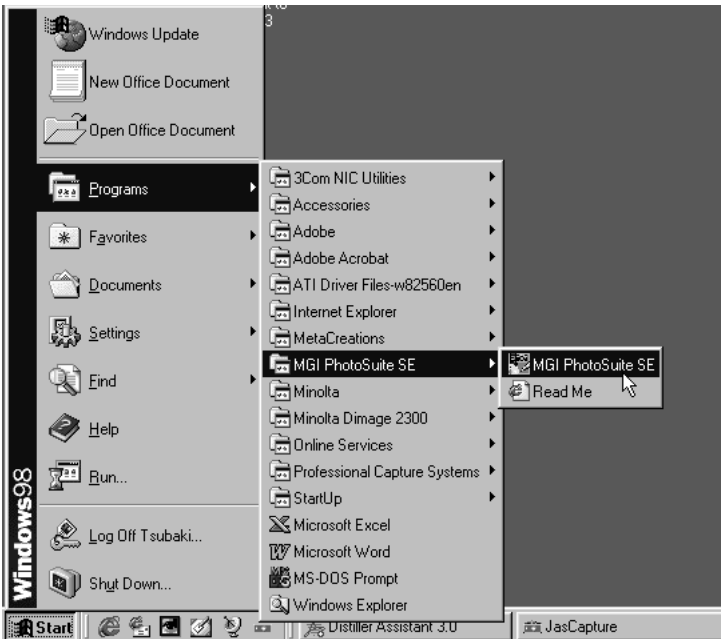 3
Windows Update
New Office Document
Open Office Document
Programs
Favorites
Documents
Settings
Find
Help
Run...
Log Off Tsubaki...
Shut Down...
Windows98
3Com NIC Utilities
Accessories
Adobe
Adobe Acrobat
ATI Driver Files-w82560en
Internet Explorer
MetaCreations
MGI PhotoSuite SE
Minolta
Minolta Dimage 2300
Online Services
Professional Capture Systems
StartUp
Microsoft Excel
Microsoft Word
MS-DOS Prompt
Windows Explorer
MGI PhotoSuite SE
Read Me
Start
Distiller Assistant 3.0
JasCapture